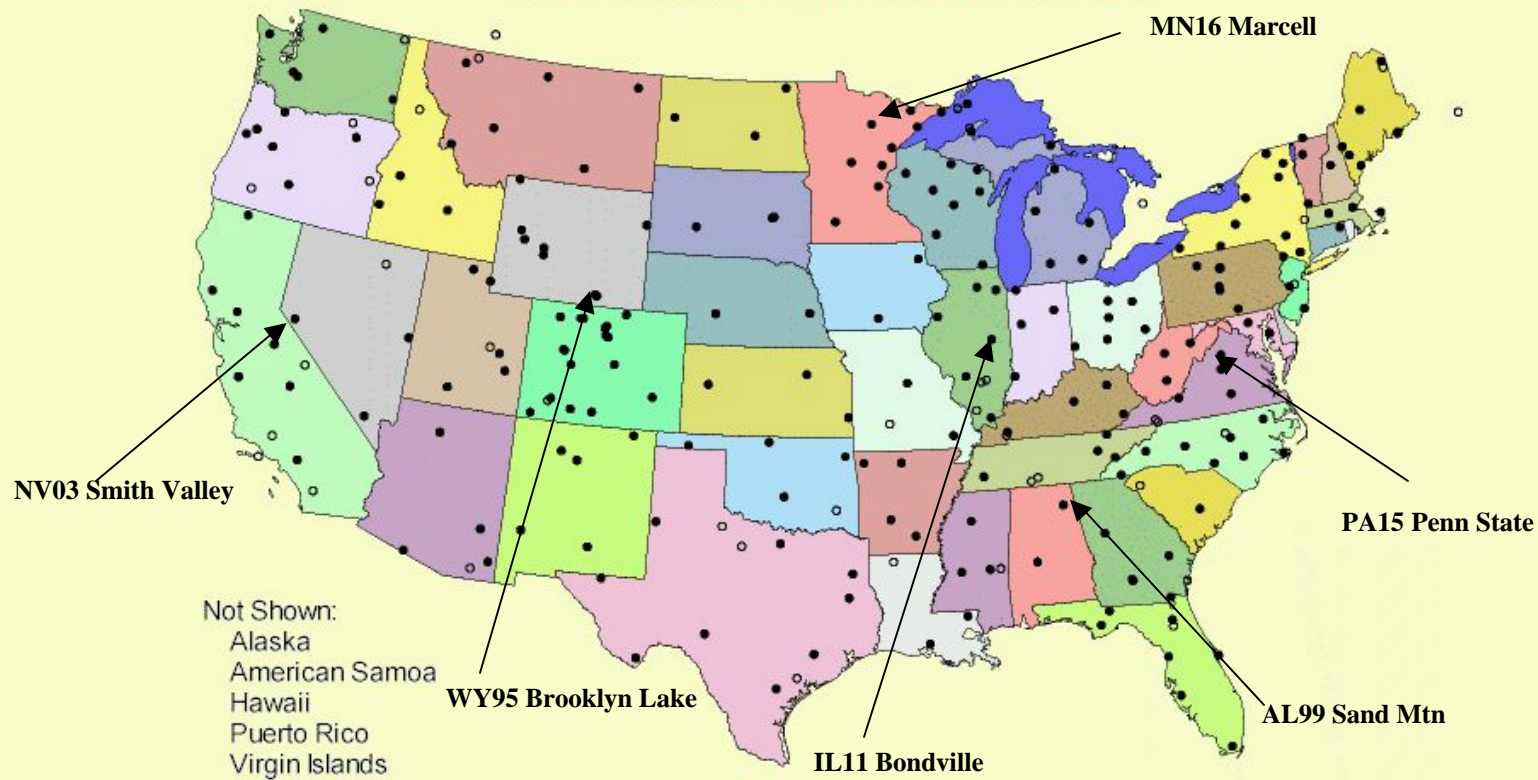 MN16 Marcell
NV03 Smith Valley
PA15 Penn State
Not Shown:
Alaska
American Samoa
Hawaii
Puerto Rico
Virgin Islands
WY95 Brooklyn Lake
AL99 Sand Mtn
IL11 Bondville